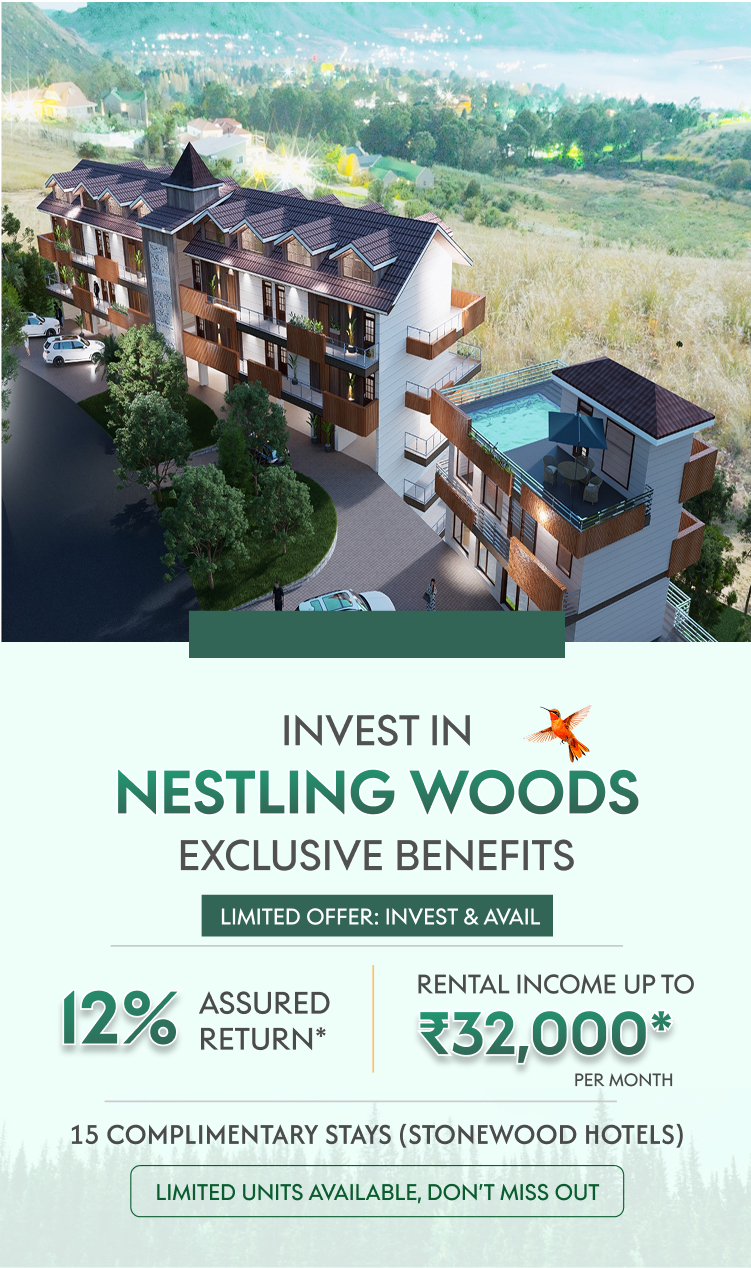 INVEST IN
NESTLING WOODS
EXCLUSIVE BENEFITS
LIMITED OFFER: INVEST & AVAIL
12% ASSURED
RETURN*
RENTAL INCOME UP TO
₹32,000*
PER MONTH
15 COMPLIMENTARY STAYS (STONEWOOD HOTELS)
LIMITED UNITS AVAILABLE, DON'T MISS OUT